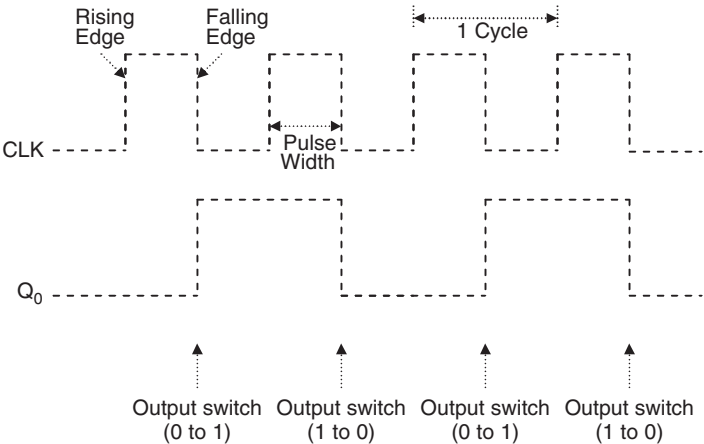 Rising
Edge
Falling
Edge
1 Cycle
Pulse
Width
CLK
Q₀
Output switch
(0 to 1)
Output switch
(1 to 0)
Output switch
(0 to 1)
Output switch
(1 to 0)